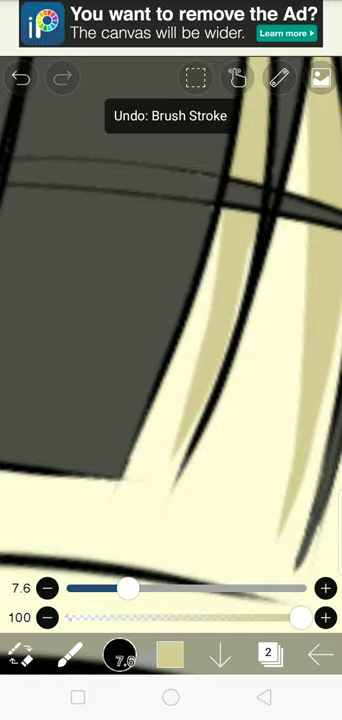 iP
You want to remove the Ad?
The canvas will be wider.
Learn more
Undo: Brush Stroke
7.6
100
7.6
2